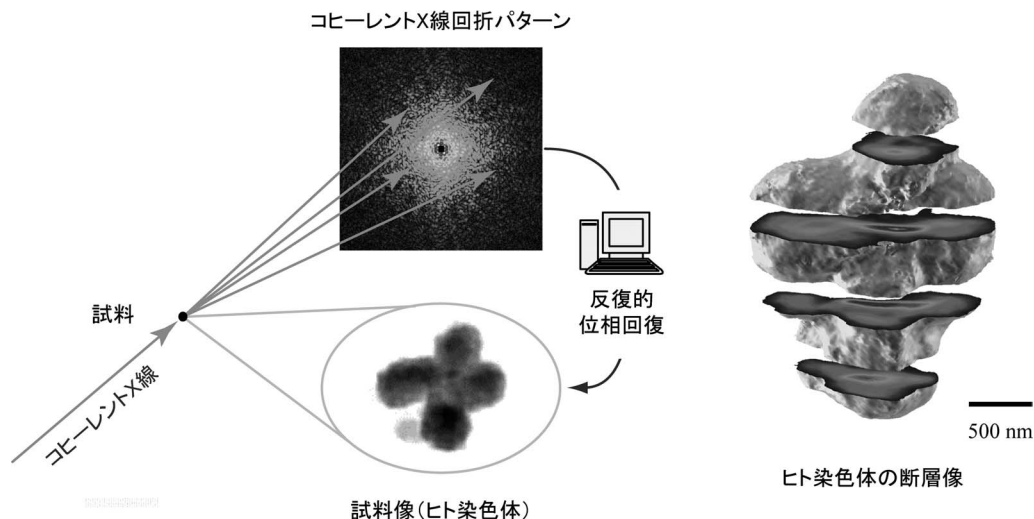 コヒーレントX線回折パターン
試料
コヒーレントX線
反復的
位相回復
試料像(ヒト染色体)
500 nm
ヒト染色体の断層像